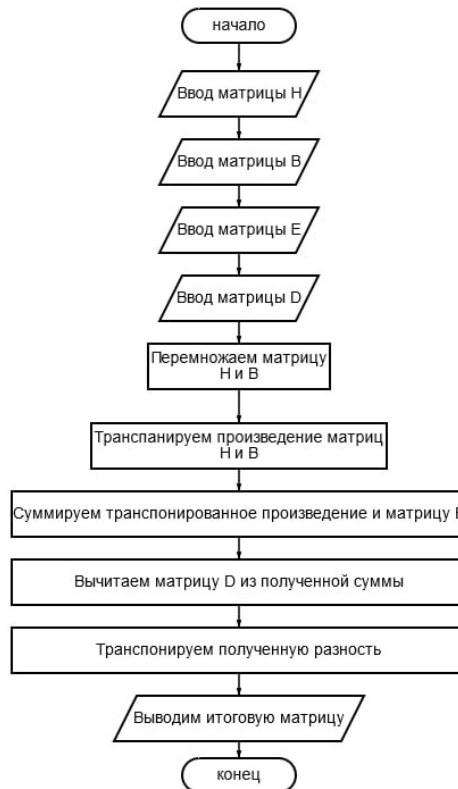 начало
Ввод матрицы H
Ввод матрицы B
Ввод матрицы E
Ввод матрицы D
Перемножаем матрицу
H и B
Транспанируем произведение матриц
H и B
Суммируем транспонированное произведение и матрицу E
Вычитаем матрицу D из полученной суммы
Транспонируем полученную разность
Выводим итоговую матрицу
конец